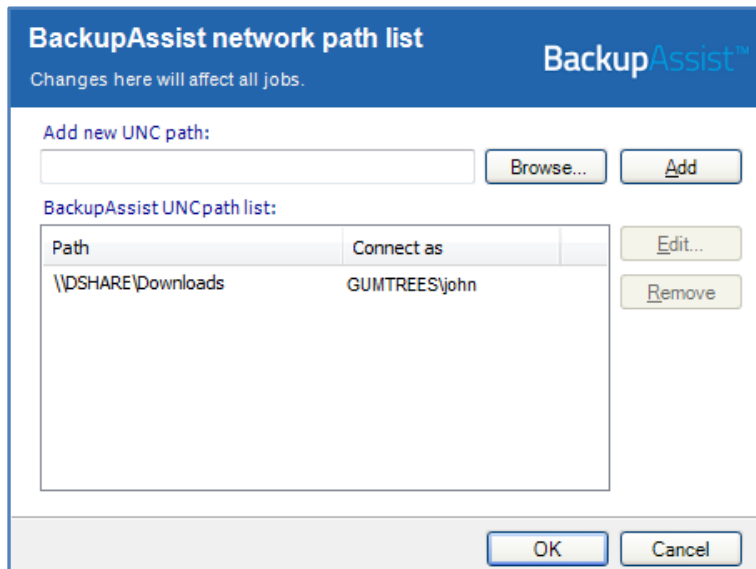 BackupAssist network path list
BackupAssist™
Changes here will affect all jobs.
Add new UNC path:
Browse... Add
BackupAssist UNC path list:
Path Connect as Edit...
\\DSHARE\Downloads GUMTREES\john Remove
OK Cancel